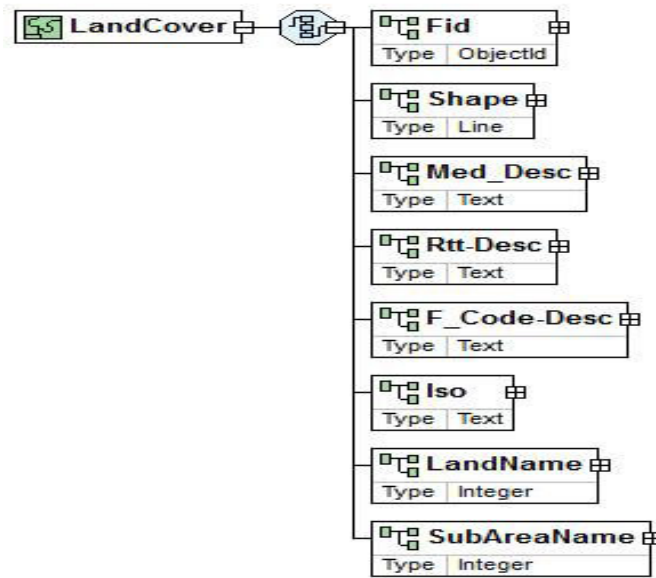 LandCover
Fid
Type ObjectId
Shape
Type Line
Med_Desc
Type Text
Rtt-Desc
Type Text
F_Code-Desc
Type Text
Iso
Type Text
LandName
Type Integer
SubAreaName
Type Integer